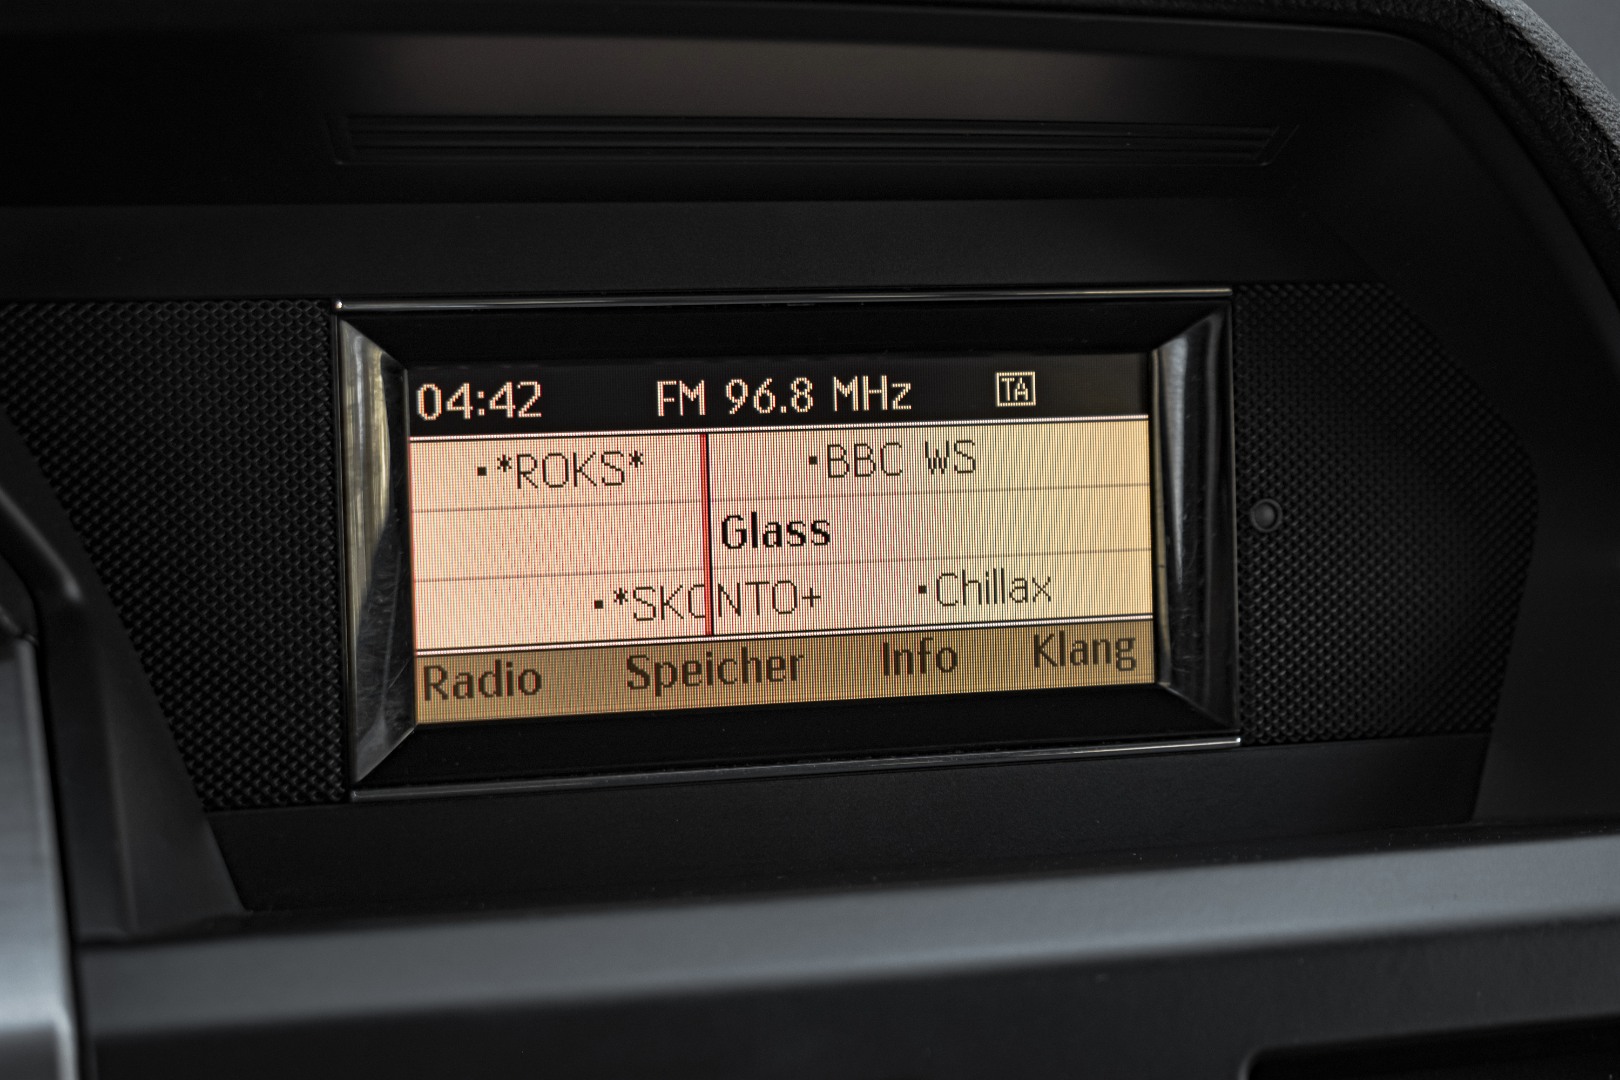 04:42 FM 96.8 MHz TA
·*ROKS* ·BBC WS
Glass
·*SKONTO+ ·Chillax
Radio Speicher Info Klang